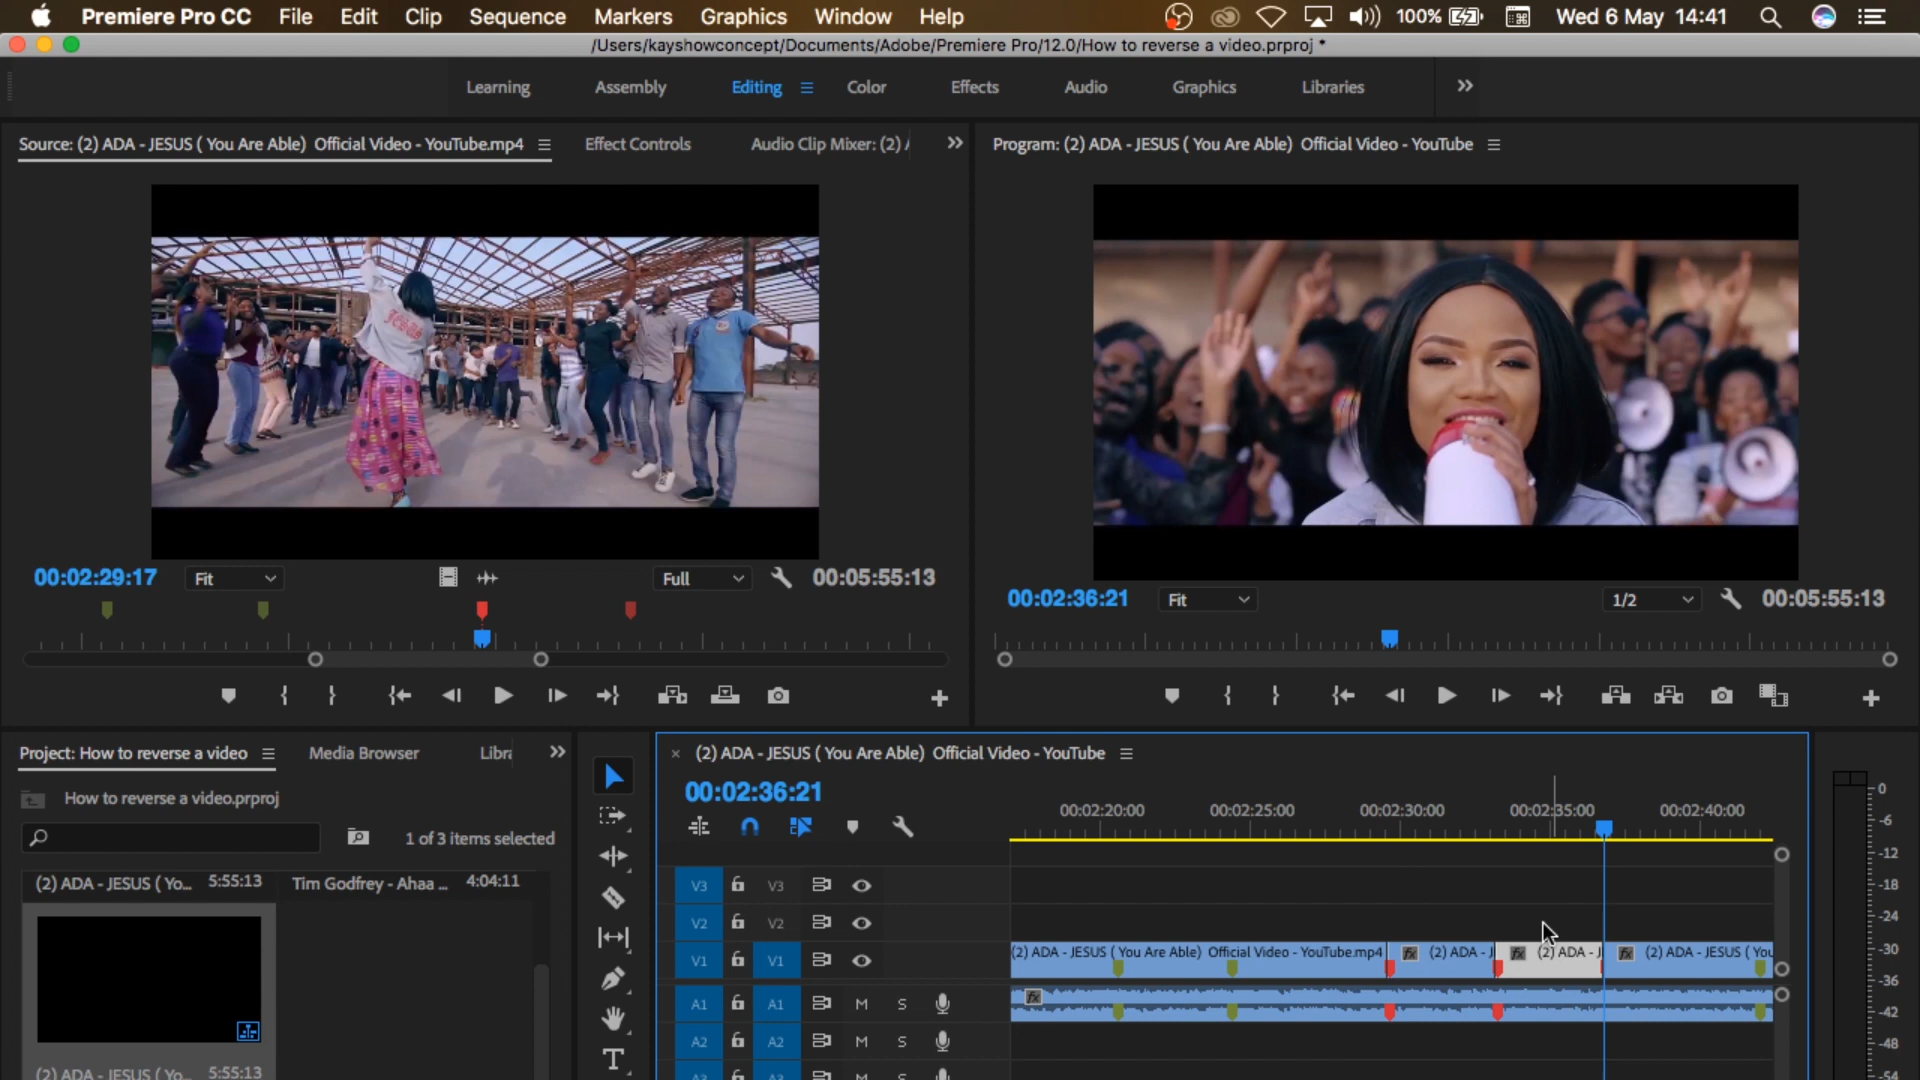 Premiere Pro CC File Edit Clip Sequence Markers Graphics Window Help 100% Wed 6 May 14:41
/Users/kayshowconcept/Documents/Adobe/Premiere Pro/12.0/How to reverse a video.prproj *
Learning Assembly Editing Color Effects Audio Graphics Libraries
Source: (2) ADA - JESUS ( You Are Able) Official Video - YouTube.mp4 Effect Controls Audio Clip Mixer: (2) Program: (2) ADA - JESUS ( You Are Able) Official Video - YouTube
Jesus
00:02:29:17 Fit Full 00:05:55:13
00:02:36:21 Fit 1/2 00:05:55:13
Project: How to reverse a video Media Browser Libr
(2) ADA - JESUS ( You Are Able) Official Video - YouTube
How to reverse a video.prproj
00:02:36:21
00:02:20:00 00:02:25:00 00:02:30:00 00:02:35:00 00:02:40:00
1 of 3 items selected
(2) ADA - JESUS ( Yo... 5:55:13 Tim Godfrey - Ahaa ... 4:04:11
V3 V3
V2 V2
V1 V1 (2) ADA - JESUS ( You Are Able) Official Video - YouTube.mp4 fx (2) ADA - J fx (2) ADA - J fx (2) ADA - JESUS ( You
A1 A1 M S fx
A2 A2 M S
(2) ADA - JESUS ( Yo... 5:55:13
T
A3 A3 M S
0
-6
-12
-18
-24
-30
-36
-42
-48
-54